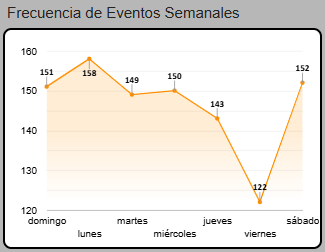 Frecuencia de Eventos Semanales
160
150
140
130
120
151
158
149
150
143
122
152
domingo
lunes
martes
miércoles
jueves
viernes
sábado